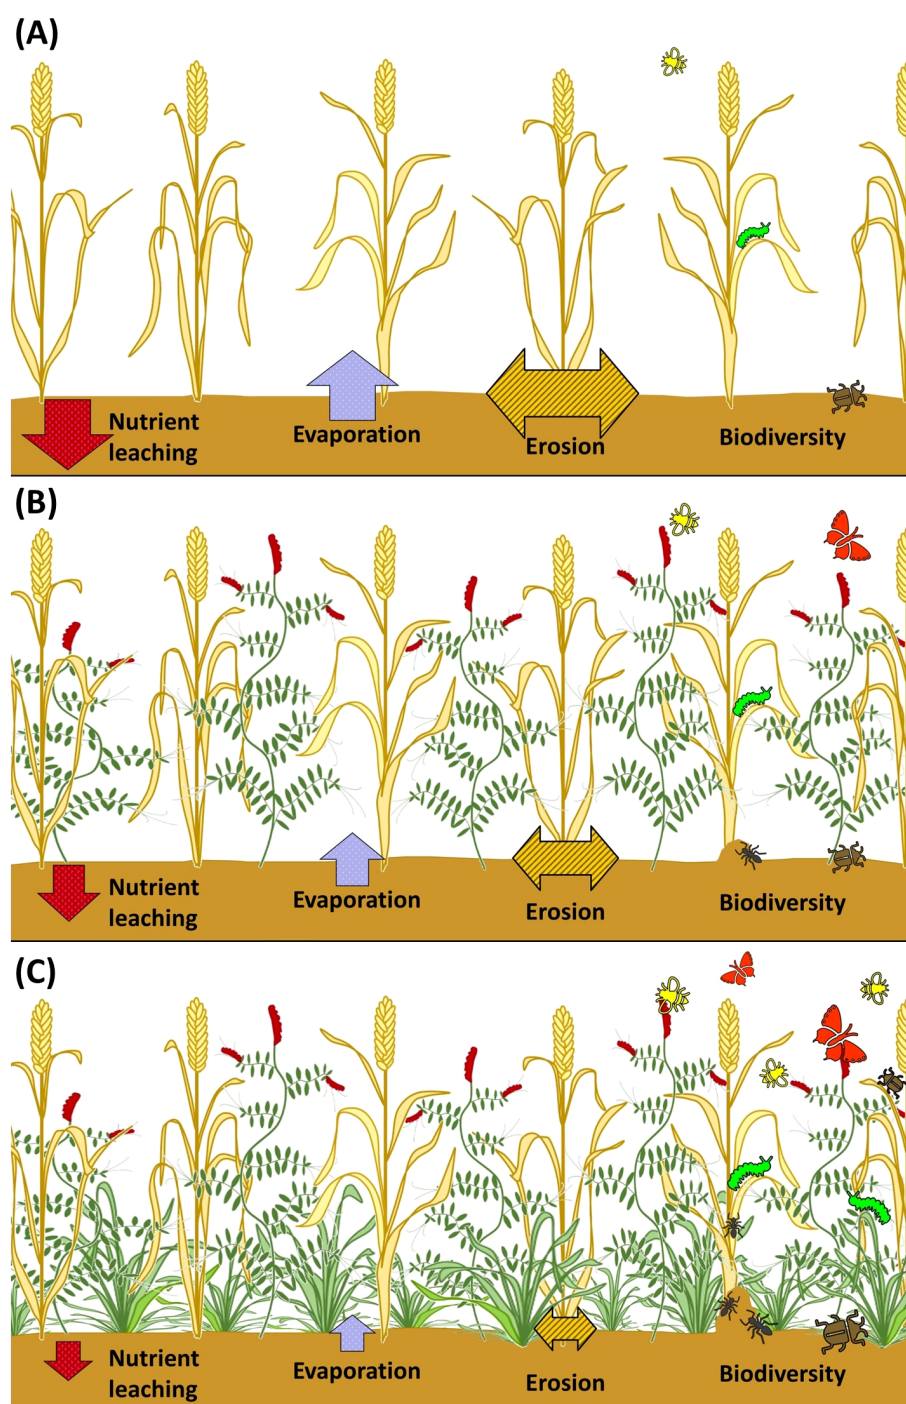 (A)
Nutrient
leaching
Evaporation
Erosion
Biodiversity
(B)
Nutrient
leaching
Evaporation
Erosion
Biodiversity
(C)
Nutrient
leaching
Evaporation
Erosion
Biodiversity